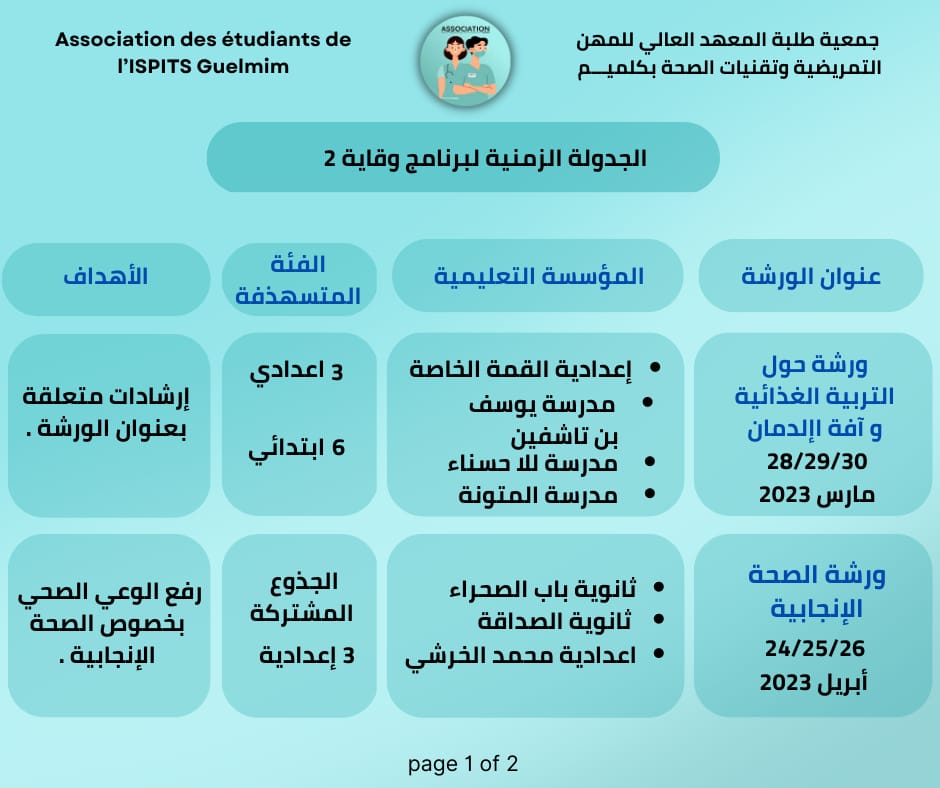 Association des étudiants de
l'ISPITS Guelmim
ASSOCIATION
جمعية طلبة المعهد العالي للمهن
التمريضية وتقنيات الصحة بكلميـــم
الجدولة الزمنية لبرنامج وقاية 2
عنوان الورشة
المؤسسة التعليمية
الفئة
المتسهذفة
الأهداف
ورشة حول
التربية الغذائية
و آفة اإلدمان
28/29/30
مارس 2023
• إعدادية القمة الخاصة
• مدرسة يوسف
بن تاشفين
• مدرسة للا حسناء
• مدرسة المتونة
3 اعدادي
6 ابتدائي
إرشادات متعلقة
بعنوان الورشة .
ورشة الصحة
الإنجابية
24/25/26
أبريل 2023
• ثانوية باب الصحراء
• ثانوية الصداقة
• اعدادية محمد الخرشي
الجذوع
المشتركة
3 إعدادية
رفع الوعي الصحي
بخصوص الصحة
الإنجابية .
page 1 of 2